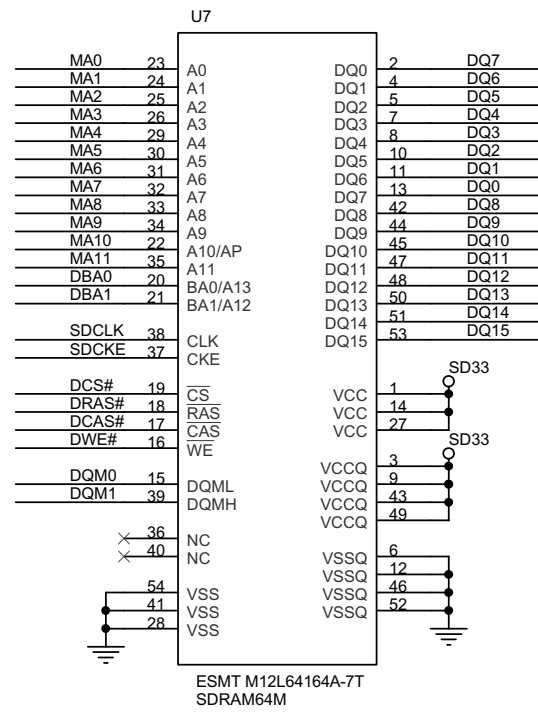 U7
MA0 23 A0 DQ0 2 DQ7
MA1 24 A1 DQ1 4 DQ6
MA2 25 A2 DQ2 5 DQ5
MA3 26 A3 DQ3 7 DQ4
MA4 29 A4 DQ4 8 DQ3
MA5 30 A5 DQ5 10 DQ2
MA6 31 A6 DQ6 11 DQ1
MA7 32 A7 DQ7 13 DQ0
MA8 33 A8 DQ8 42 DQ8
MA9 34 A9 DQ9 44 DQ9
MA10 22 A10/AP DQ10 45 DQ10
MA11 35 A11 DQ11 47 DQ11
DBA0 20 BA0/A13 DQ12 48 DQ12
DBA1 21 BA1/A12 DQ13 50 DQ13
DQ14 51 DQ14
SDCLK 38 CLK DQ15 53 DQ15
SDCKE 37 CKE
SD33
DCS# 19 CS VCC 1
DRAS# 18 RAS VCC 14
DCAS# 17 CAS VCC 27
DWE# 16 WE
SD33
VCCQ 3
DQM0 15 DQML VCCQ 9
DQM1 39 DQMH VCCQ 43
VCCQ 49
36 NC
40 NC VSSQ 6
VSSQ 12
54 VSS VSSQ 46
41 VSS VSSQ 52
28 VSS
ESMT M12L64164A-7T
SDRAM64M